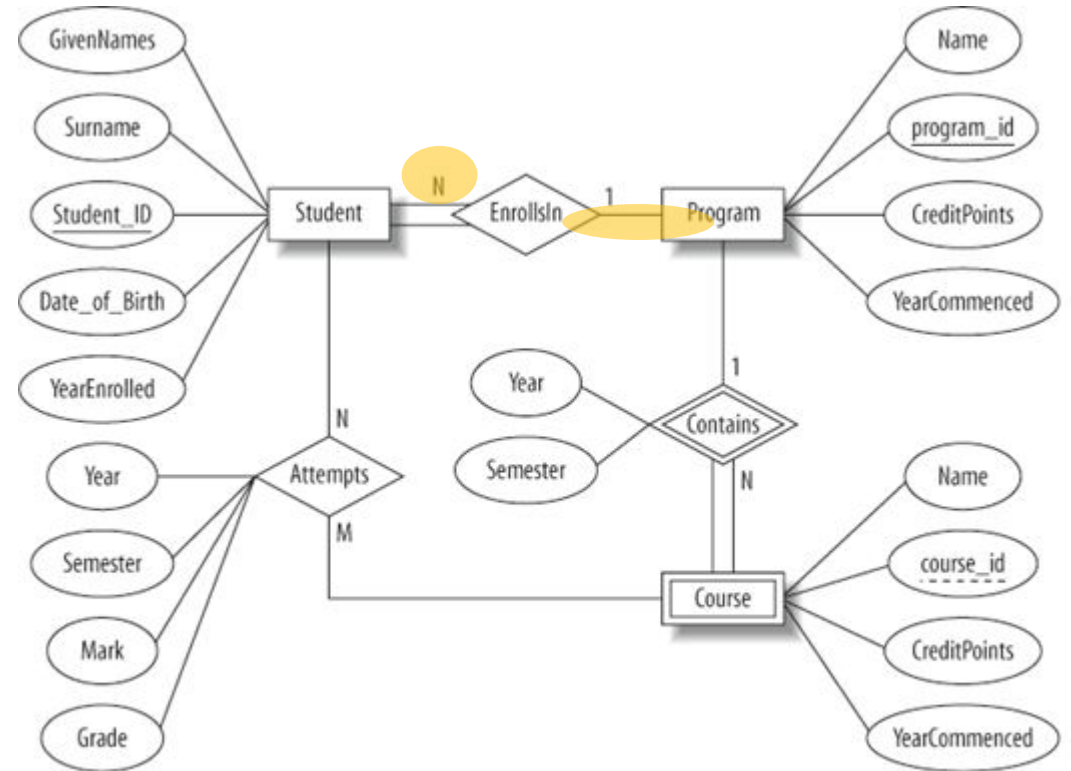 GivenNames
Name
Surname
program_id
N
1
Student_ID
Student
EnrollsIn
Program
CreditPoints
Date_of_Birth
YearCommenced
YearEnrolled
Year
1
Contains
N
Attempts
Semester
N
Year
Name
M
Semester
course_id
Course
Mark
CreditPoints
Grade
YearCommenced